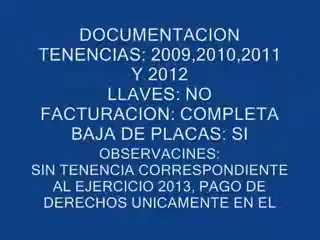 DOCUMENTACION
TENENCIAS: 2009,2010,2011
Y 2012
LLAVES: NO
FACTURACION: COMPLETA
BAJA DE PLACAS: SI
OBSERVACINES:
SIN TENENCIA CORRESPONDIENTE
AL EJERCICIO 2013, PAGO DE
DERECHOS UNICAMENTE EN EL